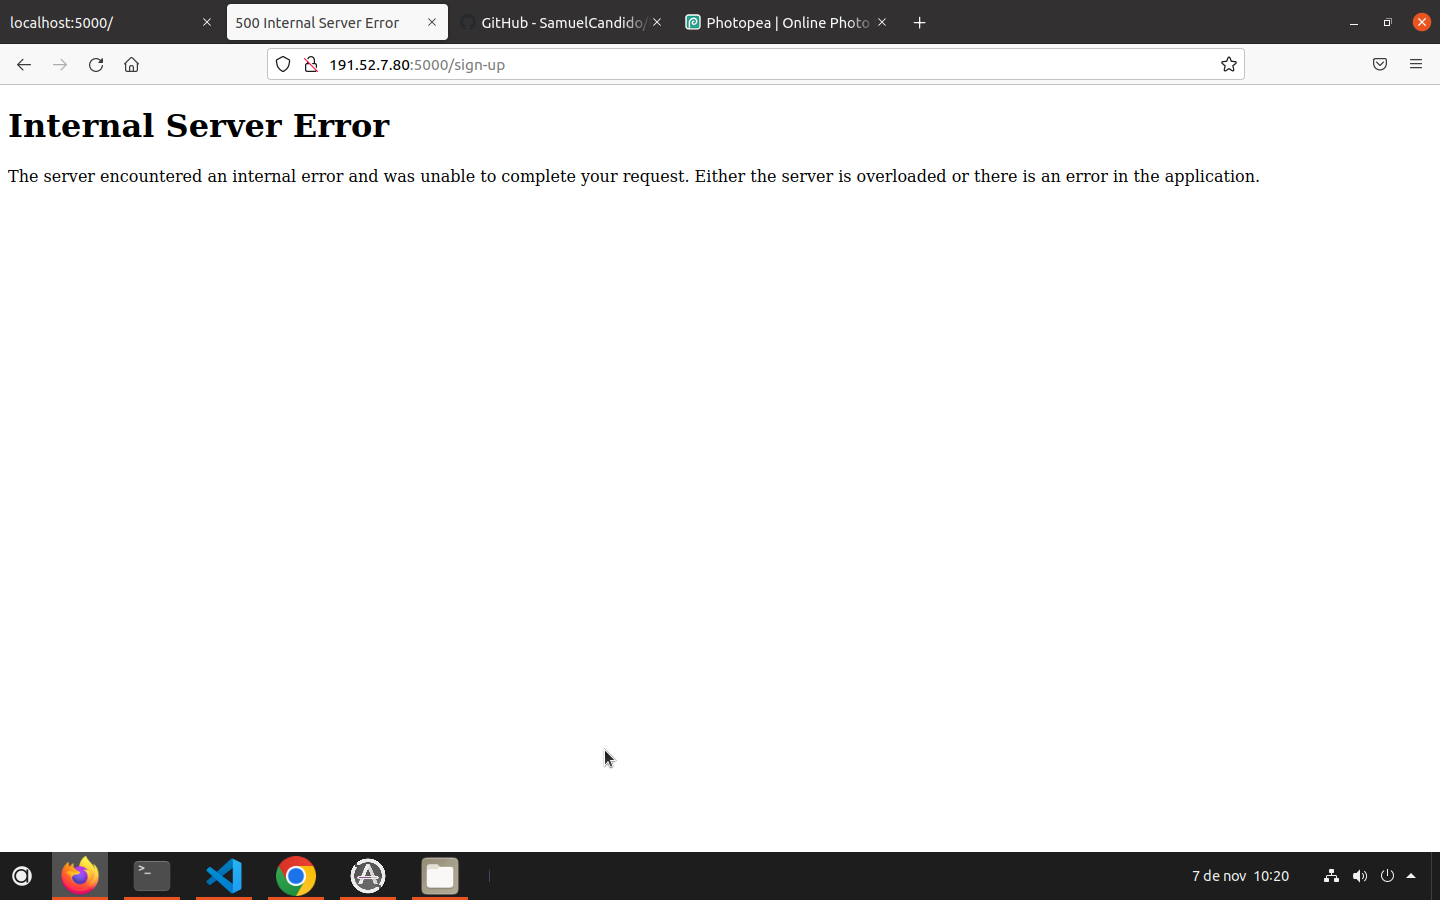 localhost:5000/
500 Internal Server Error
GitHub - SamuelCandido/
Photopea | Online Photo
191.52.7.80:5000/sign-up
Internal Server Error
The server encountered an internal error and was unable to complete your request. Either the server is overloaded or there is an error in the application.
7 de nov 10:20